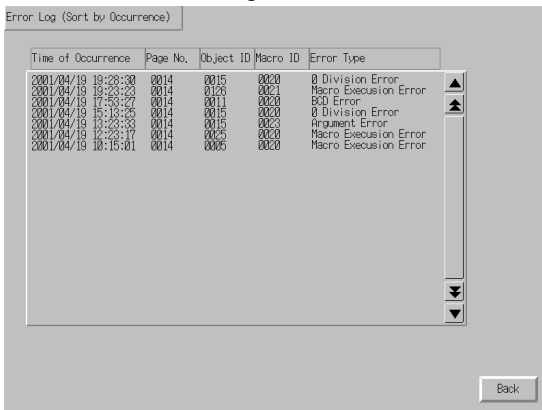 Error Log (Sort by Occurrence)
Time of Occurrence Page No. Object ID Macro ID Error Type
2001/04/19 19:28:30 0014 0015 0020 0 Division Error
2001/04/19 19:23:23 0014 0126 0021 Macro Execusion Error
2001/04/19 17:53:27 0014 0011 0020 BCD Error
2001/04/19 15:13:25 0014 0015 0020 0 Division Error
2001/04/19 13:23:33 0014 0015 0023 Argument Error
2001/04/19 12:23:17 0014 0025 0020 Macro Execusion Error
2001/04/19 10:15:01 0014 0005 0020 Macro Execusion Error
Back